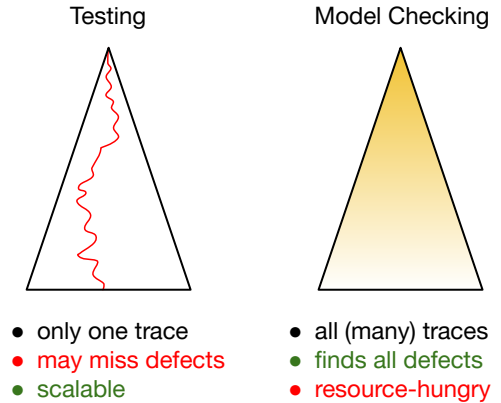 Testing
Model Checking
● only one trace
● may miss defects
● scalable
● all (many) traces
● finds all defects
● resource-hungry